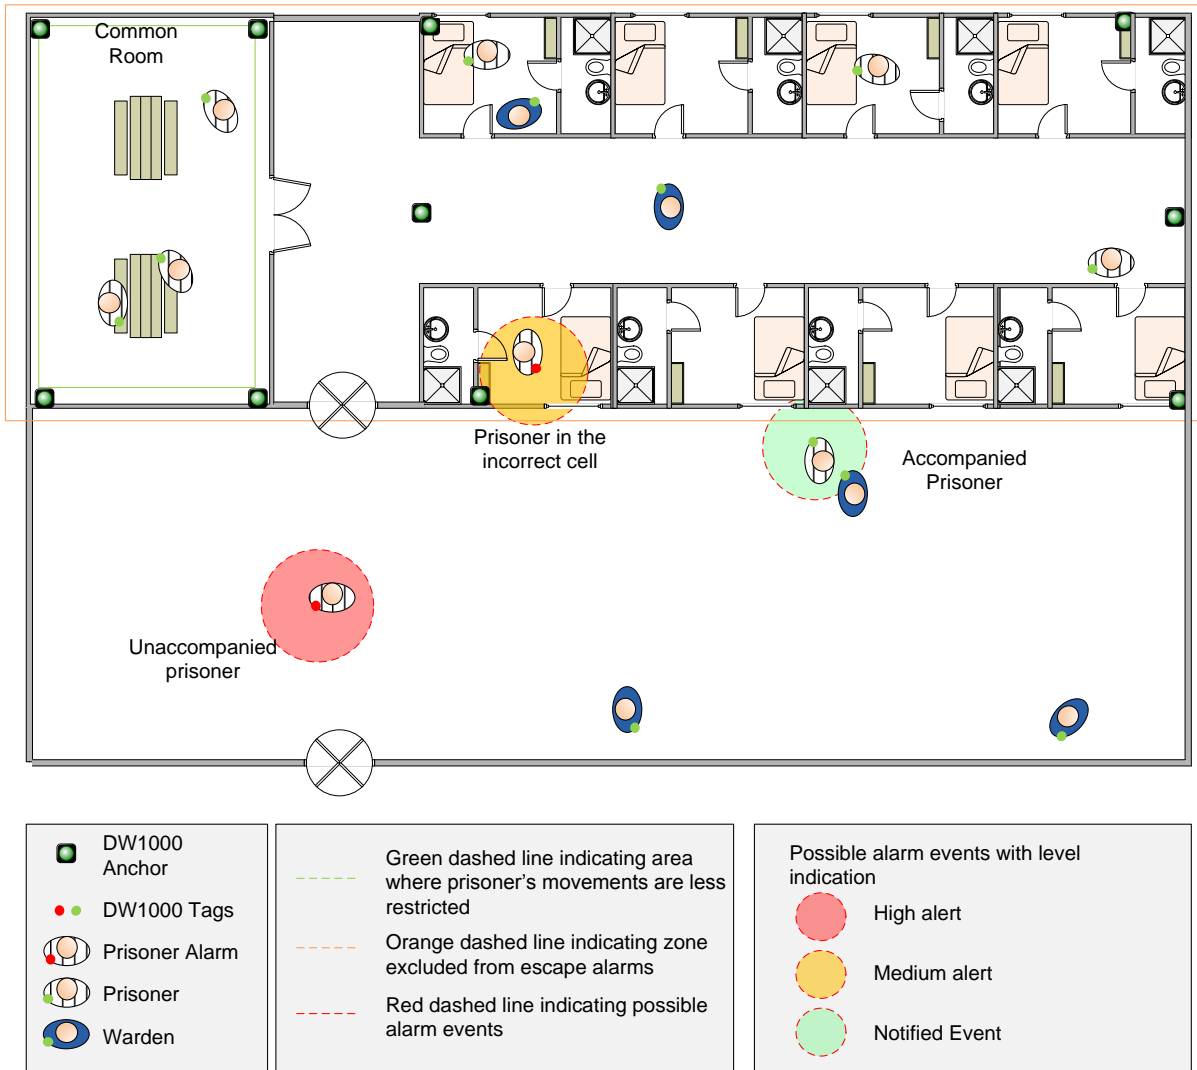 Common
Room
Prisoner in the
incorrect cell
Accompanied
Prisoner
Unaccompanied
prisoner
DW1000
Anchor
DW1000 Tags
Prisoner Alarm
Prisoner
Warden
Green dashed line indicating area
where prisoner's movements are less
restricted
Orange dashed line indicating zone
excluded from escape alarms
Red dashed line indicating possible
alarm events
Possible alarm events with level
indication
High alert
Medium alert
Notified Event